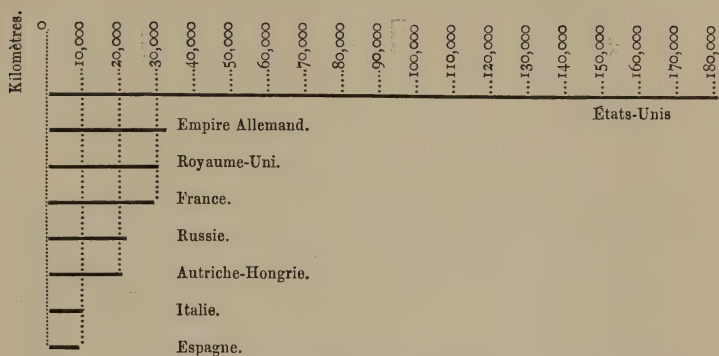 Kilomètres.
0
10,000
20,000
30,000
40,000
50,000
60,000
70,000
80,000
90,000
100,000
110,000
120,000
130,000
140,000
150,000
160,000
170,000
180,000
États-Unis
Empire Allemand.
Royaume-Uni.
France.
Russie.
Autriche-Hongrie.
Italie.
Espagne.